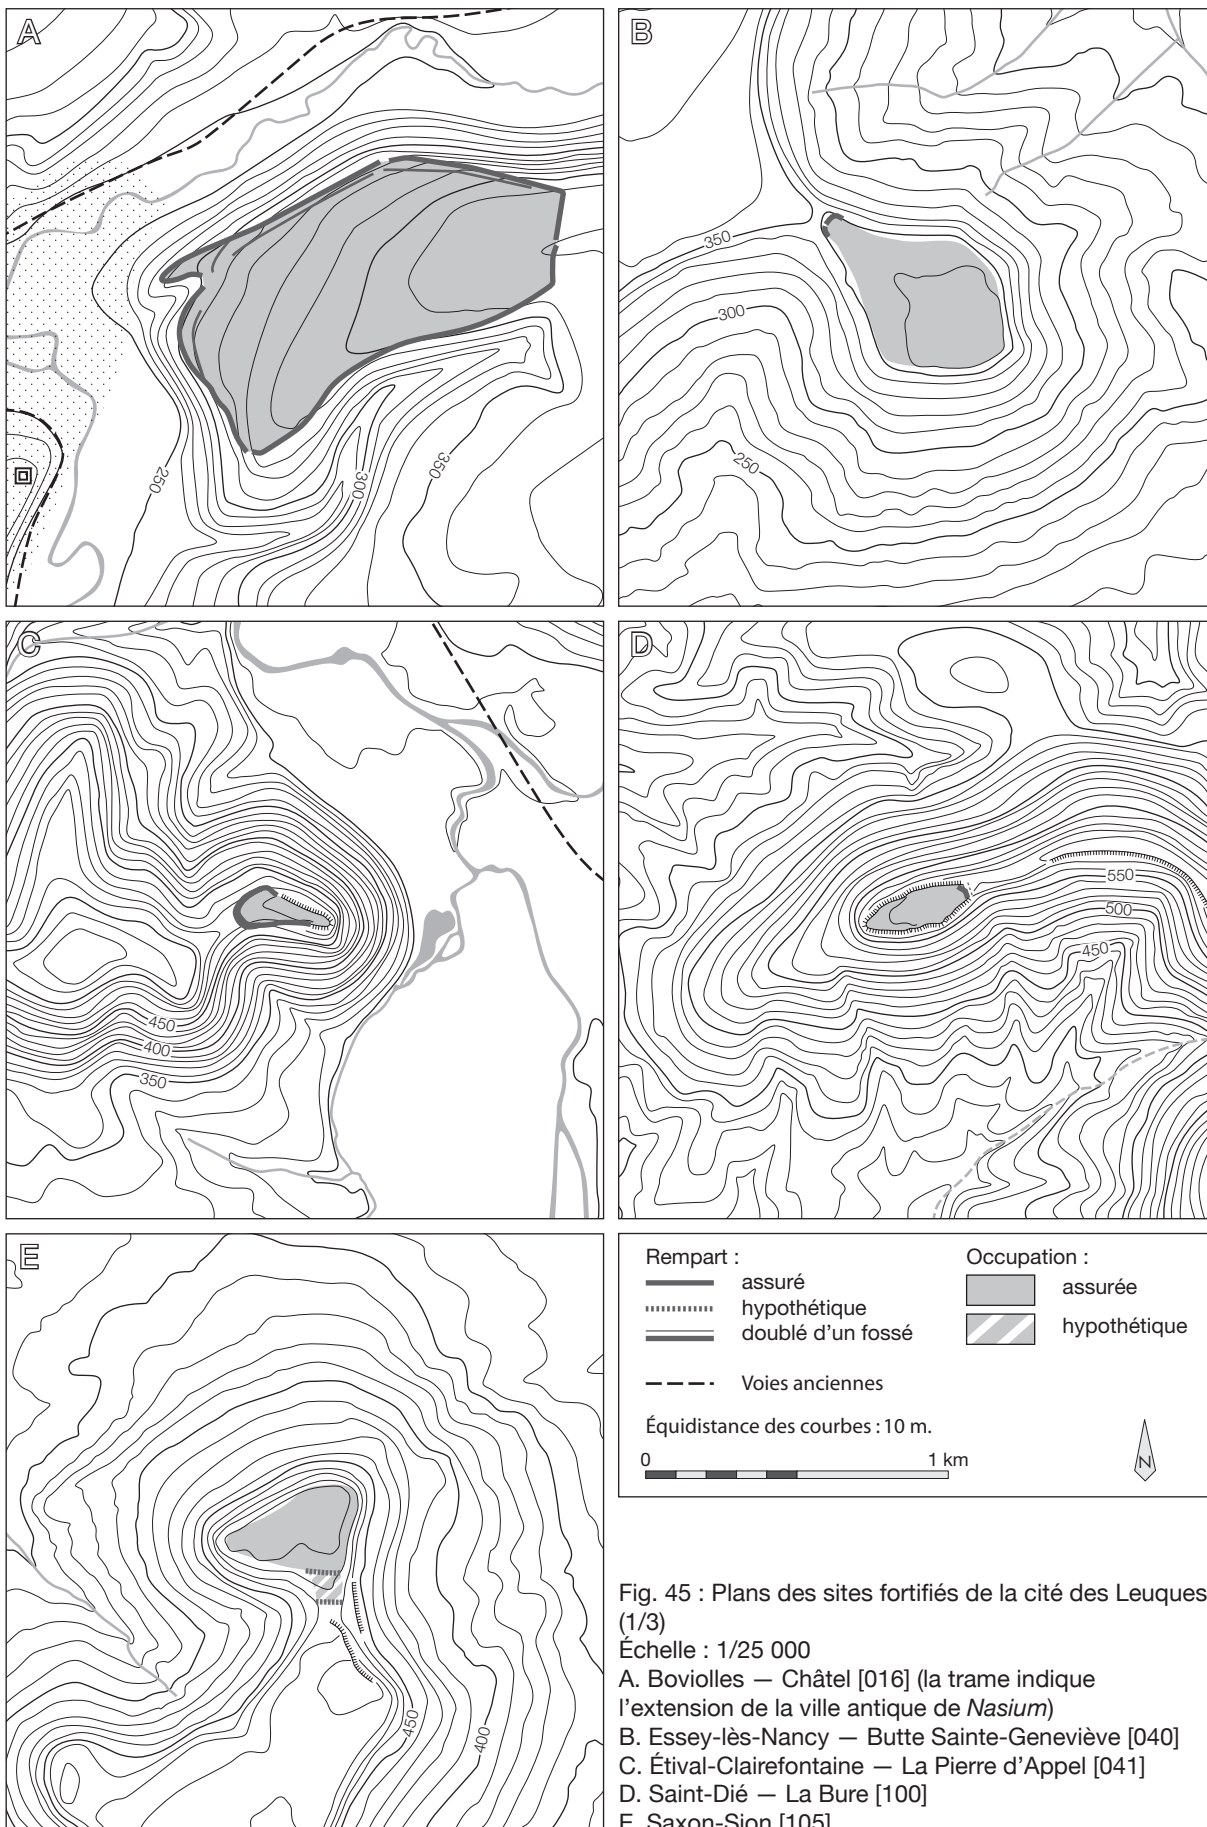 A
250
300
350
B
350
300
250
C
450
400
350
D
550
500
450
E
450
400
Rempart :
assuré
hypothétique
doublé d'un fossé
Occupation :
assurée
hypothétique
Voies anciennes
Équidistance des courbes : 10 m.
0 1 km
N
Fig. 45 : Plans des sites fortifiés de la cité des Leuques
(1/3)
Échelle : 1/25 000
A. Boviolles — Châtel [016] (la trame indique
l'extension de la ville antique de Nasium)
B. Essey-lès-Nancy — Butte Sainte-Geneviève [040]
C. Étival-Clairefontaine — La Pierre d'Appel [041]
D. Saint-Dié — La Bure [100]
E. Saxon-Sion [105]